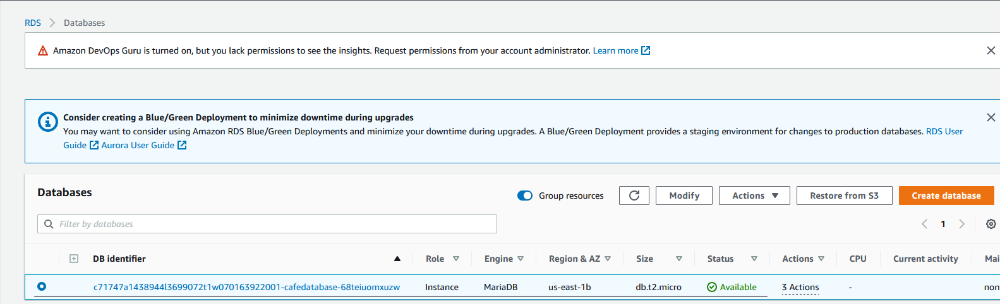 RDS > Databases
Amazon DevOps Guru is turned on, but you lack permissions to see the insights. Request permissions from your account administrator. Learn more
Consider creating a Blue/Green Deployment to minimize downtime during upgrades
You may want to consider using Amazon RDS Blue/Green Deployments and minimize your downtime during upgrades. A Blue/Green Deployment provides a staging environment for changes to production databases. RDS User
Guide Aurora User Guide
Databases Group resources Modify Actions Restore from S3 Create database
Filter by databases 1
DB identifier Role Engine Region & AZ Size Status Actions CPU Current activity Mai
c71747a1438944l3699072t1w070163922001-cafedatabase-68teiuomxuzw Instance MariaDB us-east-1b db.t2.micro Available 3 Actions - non